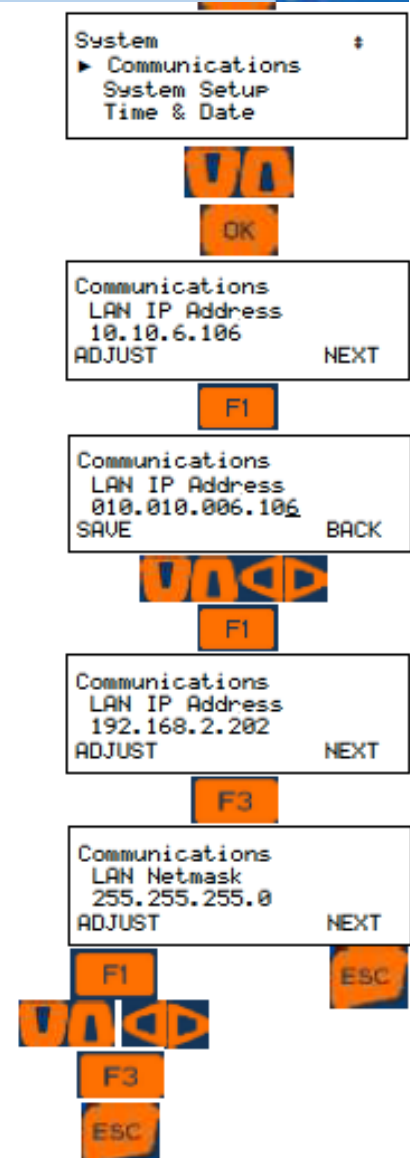 System
Communications
System Setup
Time & Date
OK
Communications
LAN IP Address
10.10.6.106
ADJUST NEXT
F1
Communications
LAN IP Address
010.010.006.106
SAVE BACK
F1
Communications
LAN IP Address
192.168.2.202
ADJUST NEXT
F3
Communications
LAN Netmask
255.255.255.0
ADJUST NEXT
F1 ESC
F3
ESC